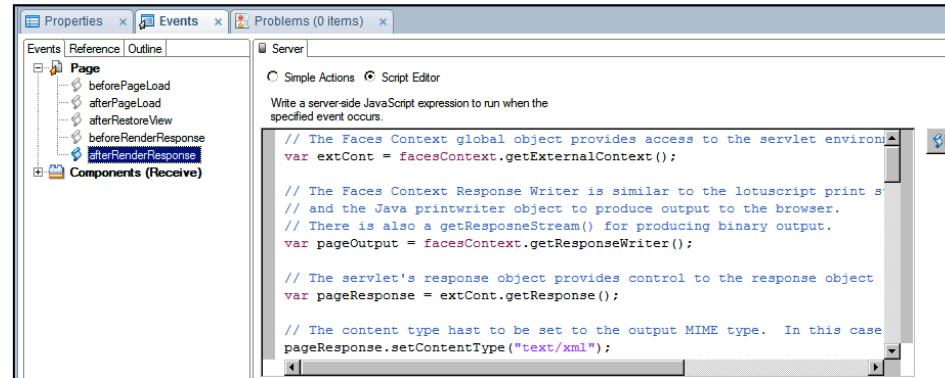 Properties
Events
Problems (0 items)
Events
Reference
Outline
Server
Page
beforePageLoad
afterPageLoad
afterRestoreView
beforeRenderResponse
afterRenderResponse
Components (Receive)
Simple Actions
Script Editor
Write a server-side JavaScript expression to run when the
specified event occurs.
// The Faces Context global object provides access to the servlet environ
var extCont = facesContext.getExternalContext();
// The Faces Context Response Writer is similar to the lotuscript print s
// and the Java printwriter object to produce output to the browser.
// There is also a getResposneStream() for producing binary output.
var pageOutput = facesContext.getResponseWriter();
// The servlet's response object provides control to the response object
var pageResponse = extCont.getResponse();
// The content type hast to be set to the output MIME type.  In this case
pageResponse.setContentType("text/xml");